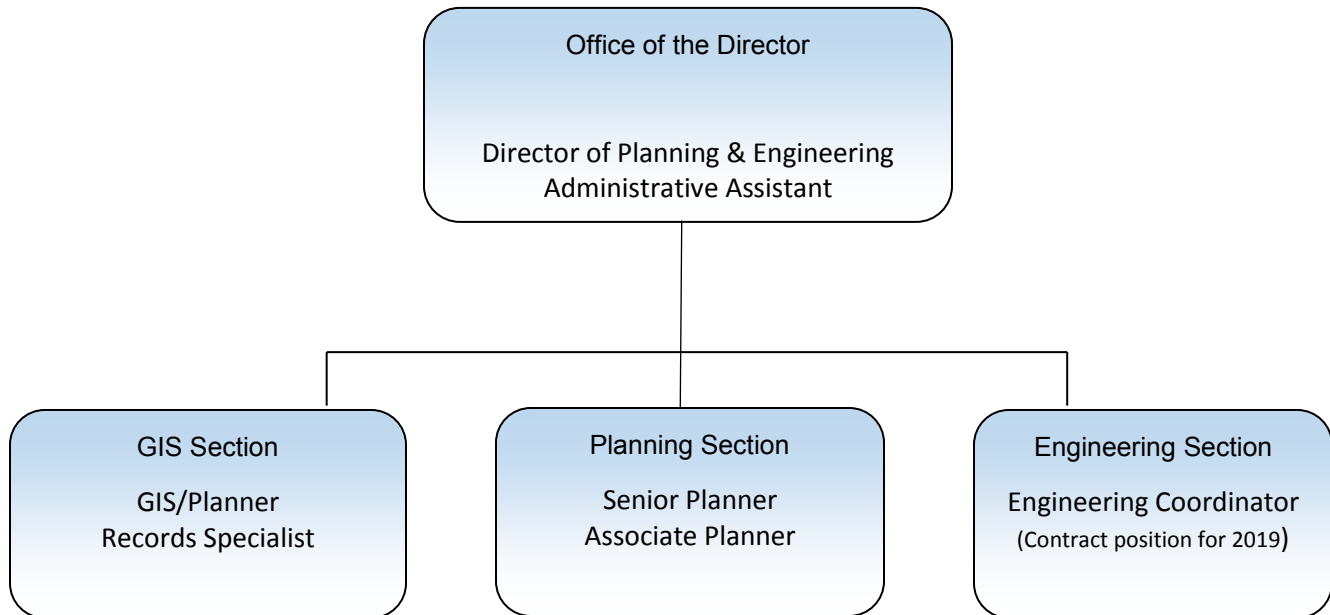 Office of the Director
Director of Planning & Engineering
Administrative Assistant
GIS Section
GIS/Planner
Records Specialist
Planning Section
Senior Planner
Associate Planner
Engineering Section
Engineering Coordinator
(Contract position for 2019)